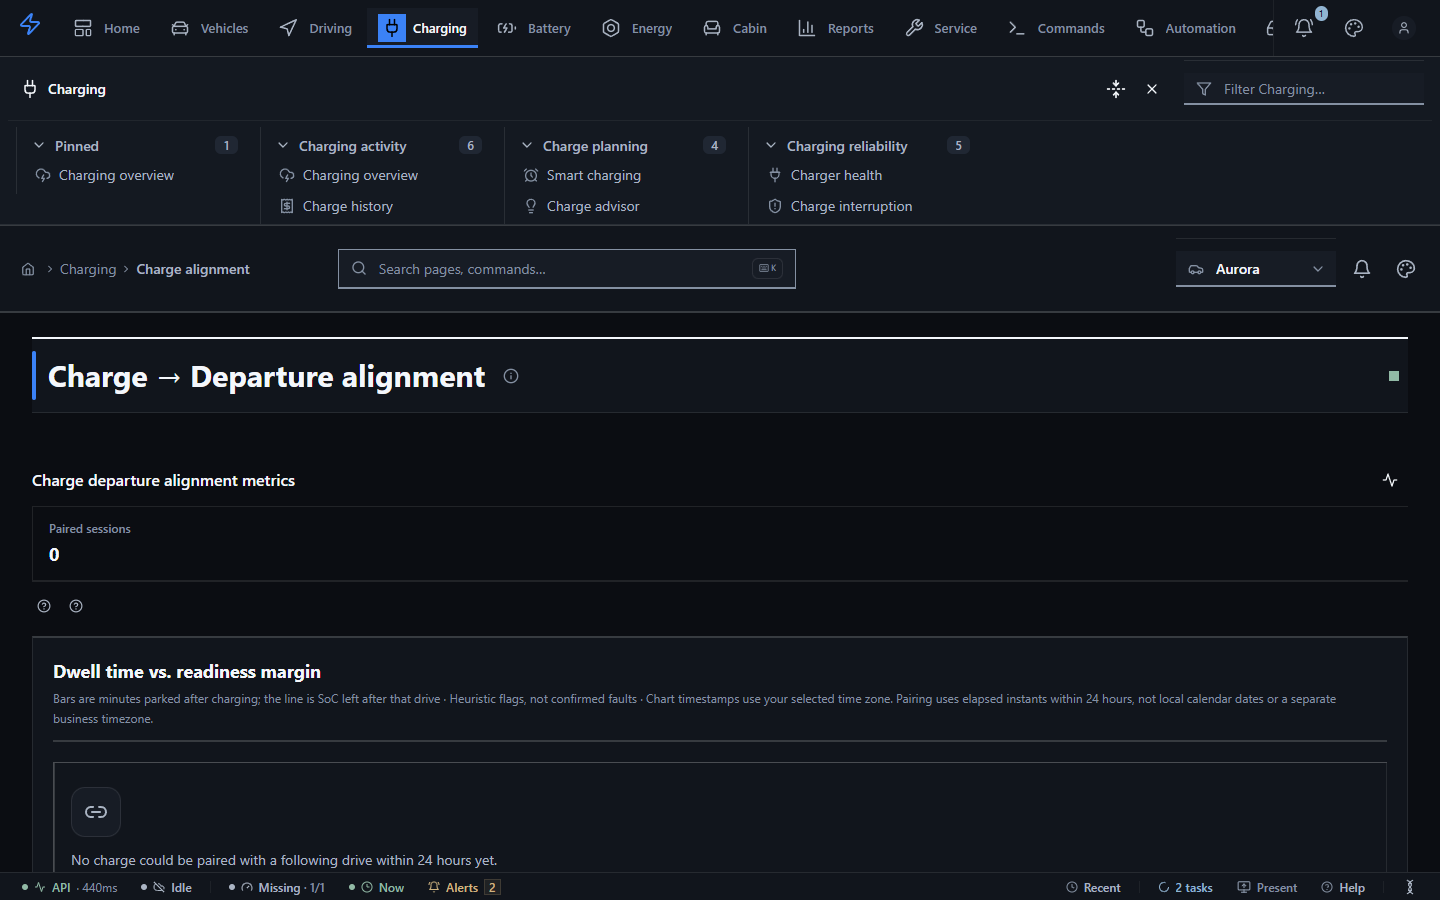 Home
Vehicles
Driving
Charging
Battery
Energy
Cabin
Reports
Service
Commands
Automation
1
Charging
Filter Charging...
Pinned 1
Charging overview
Charging activity 6
Charging overview
Charge history
Charge planning 4
Smart charging
Charge advisor
Charging reliability 5
Charger health
Charge interruption
Charging
Charge alignment
Search pages, commands...
K
Aurora
Charge → Departure alignment
Charge departure alignment metrics
Paired sessions
0
Dwell time vs. readiness margin
Bars are minutes parked after charging; the line is SoC left after that drive · Heuristic flags, not confirmed faults · Chart timestamps use your selected time zone. Pairing uses elapsed instants within 24 hours, not local calendar dates or a separate
business timezone.
No charge could be paired with a following drive within 24 hours yet.
API · 440ms
Idle
Missing · 1/1
Now
Alerts 2
Recent
2 tasks
Present
Help